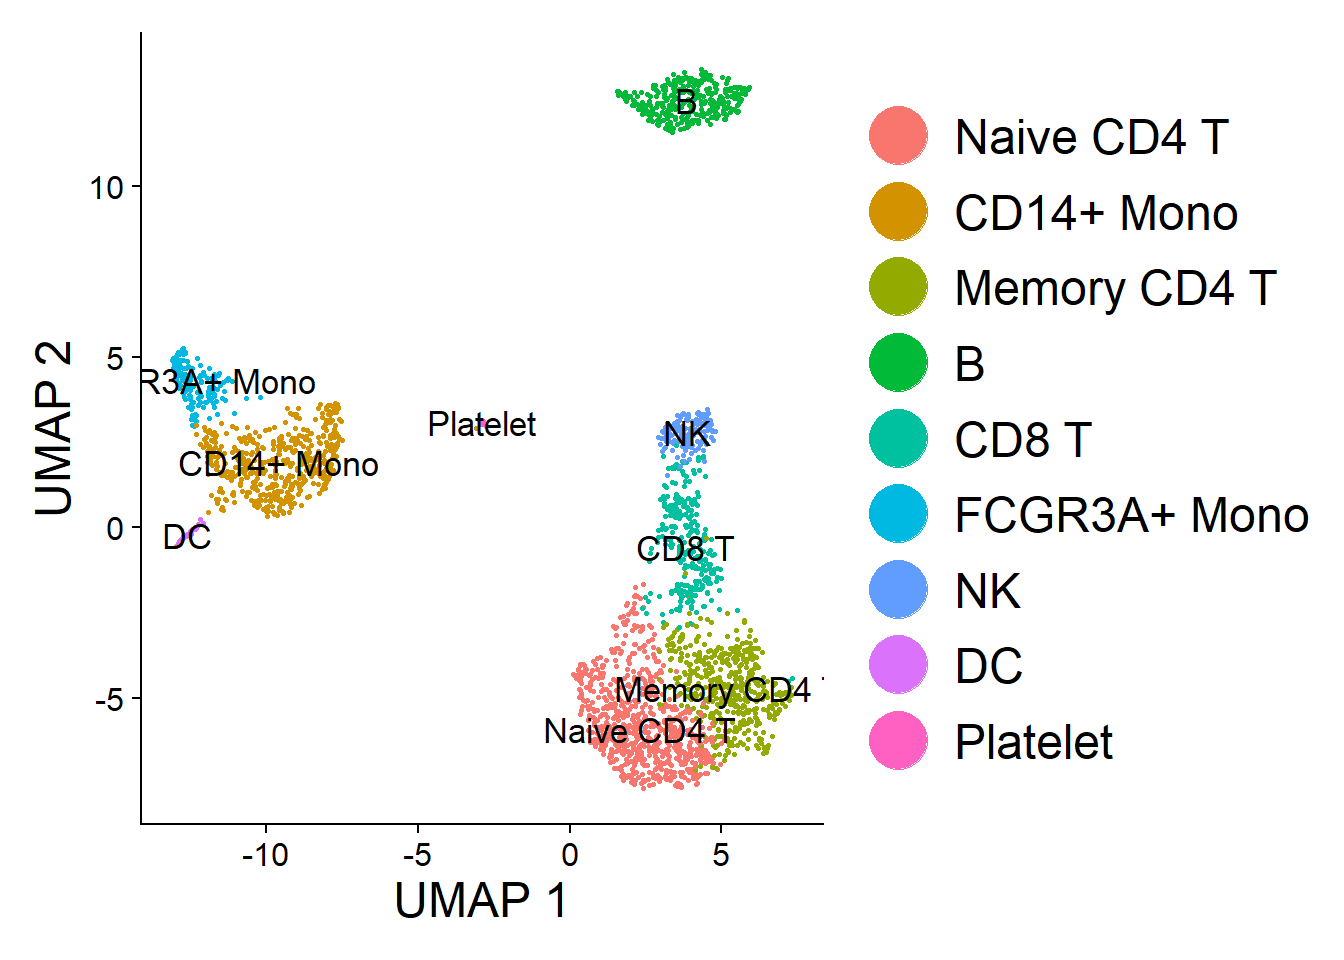 B
10
5
R3A+ Mono
Platelet
NK
CD14+ Mono
0
DC
CD8 T
Memory CD4
-5
Naive CD4 T
-10
-5
0
5
UMAP 1
UMAP 2
Naive CD4 T
CD14+ Mono
Memory CD4 T
B
CD8 T
FCGR3A+ Mono
NK
DC
Platelet